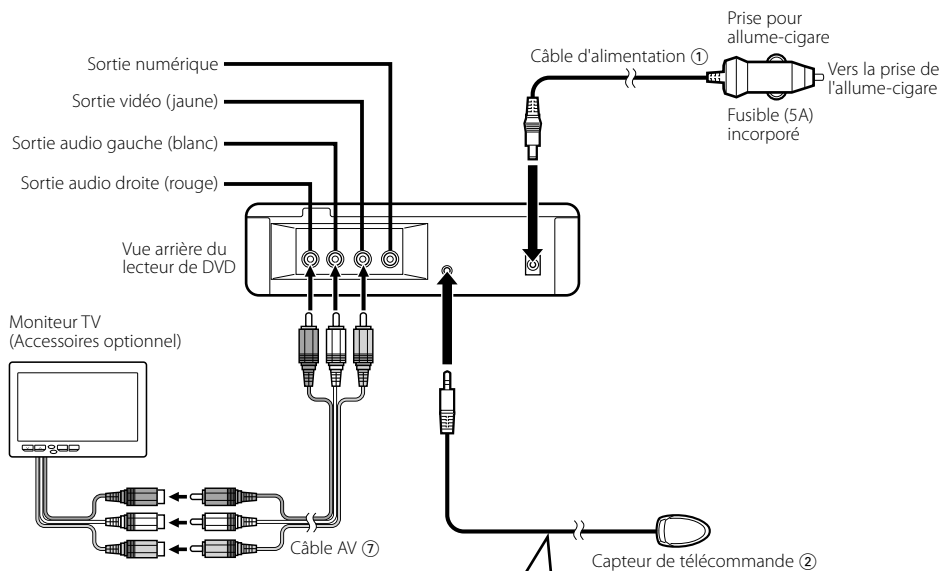 Prise pour
allume-cigare
Câble d'alimentation ①
Vers la prise de
l'allume-cigare
Fusible (5A)
incorporé
Sortie numérique
Sortie vidéo (jaune)
Sortie audio gauche (blanc)
Sortie audio droite (rouge)
Vue arrière du
lecteur de DVD
Moniteur TV
(Accessoires optionnel)
Câble AV ⑦
Capteur de télécommande ②